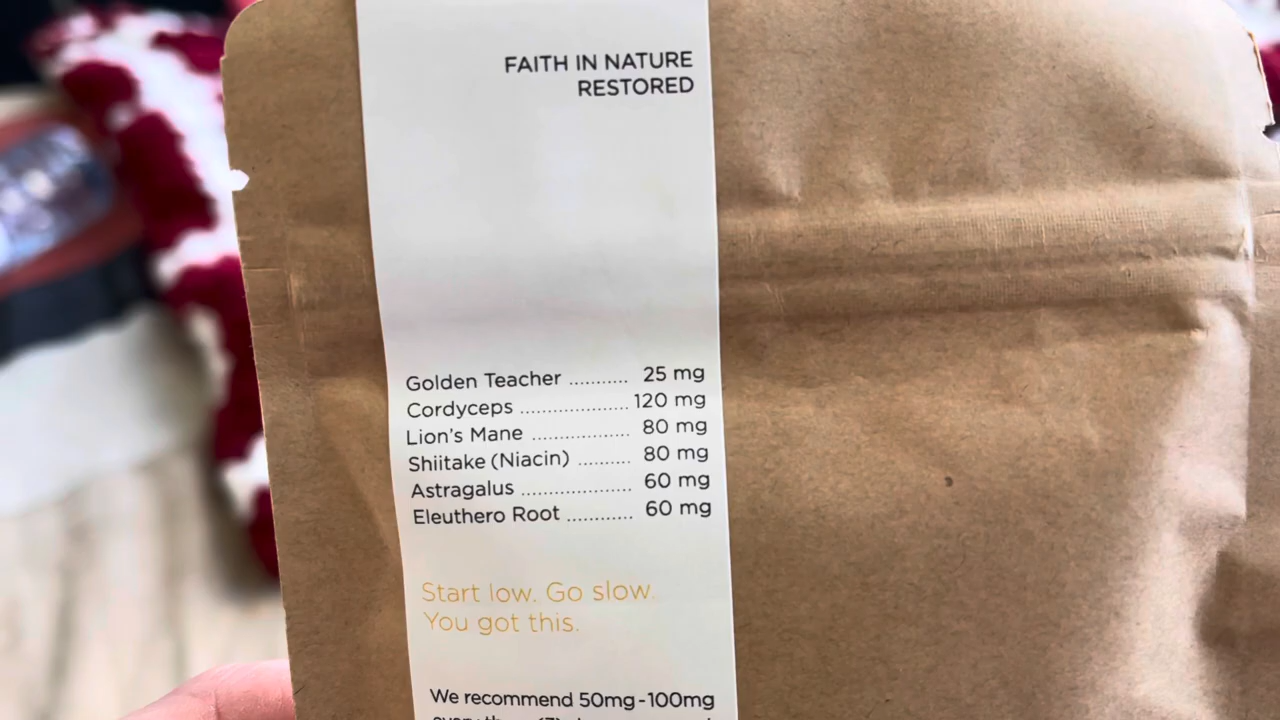 FAITH IN NATURE
RESTORED
Golden Teacher ........... 25 mg
Cordyceps .................... 120 mg
Lion's Mane .................. 80 mg
Shiitake (Niacin) .......... 80 mg
Astragalus ..................... 60 mg
Eleuthero Root ............. 60 mg
Start low. Go slow.
You got this.
We recommend 50mg-100mg